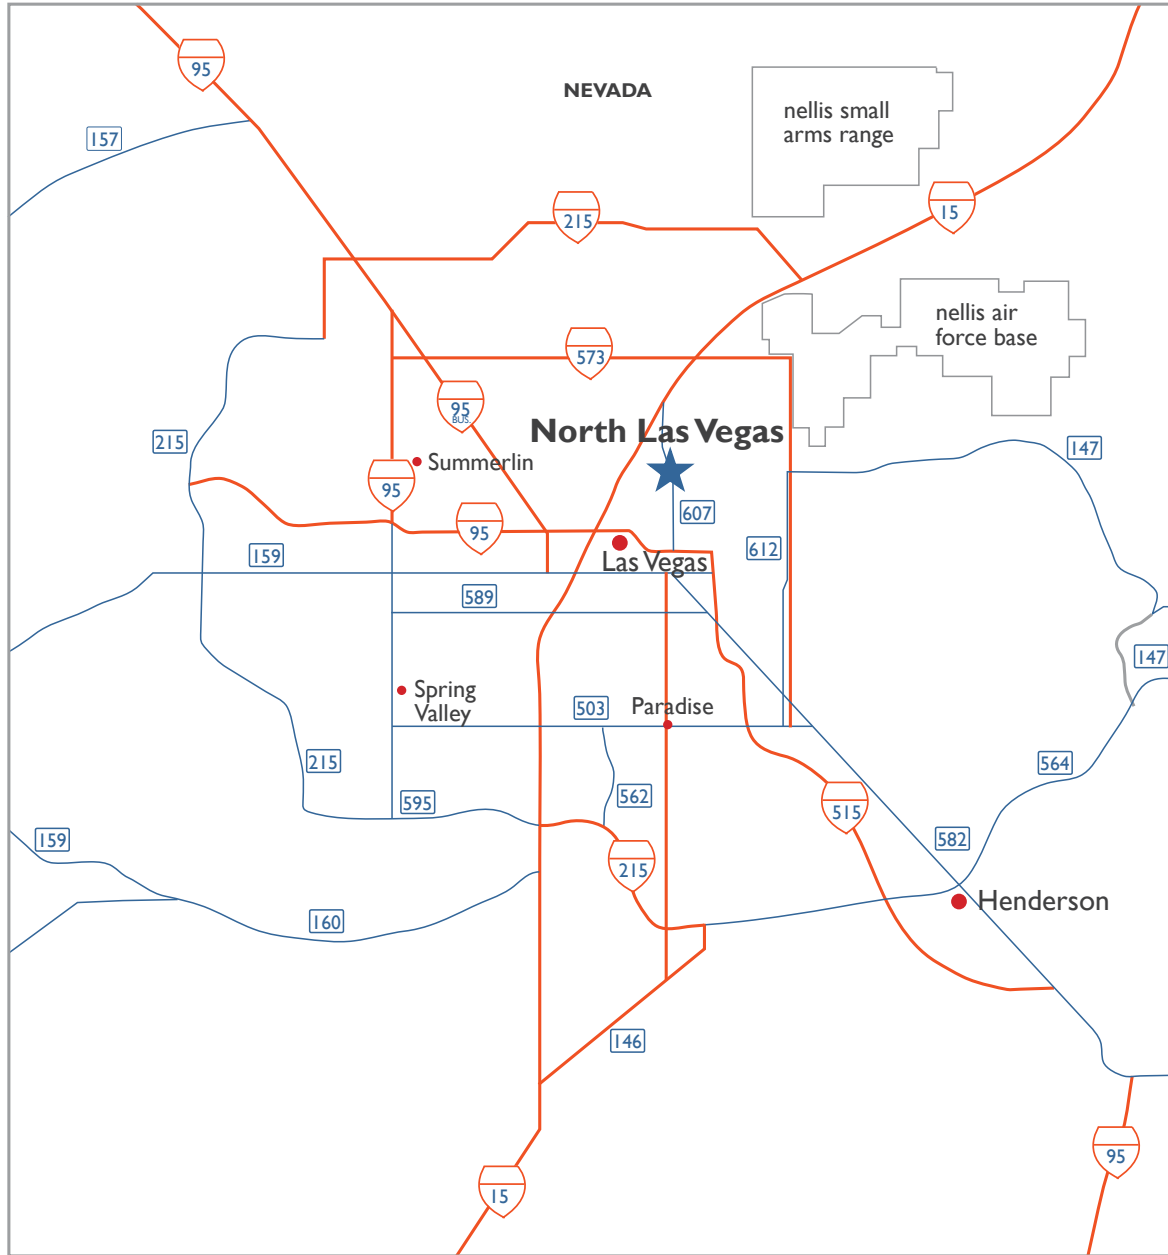 95
NEVADA
nellis small
arms range
157
215
15
nellis air
force base
573
95
BUS.
North Las Vegas
215
147
Summerlin
95
607
95
612
159
Las Vegas
589
147
Spring
Valley
503
Paradise
215
564
595
562
515
159
582
215
Henderson
160
146
95
15